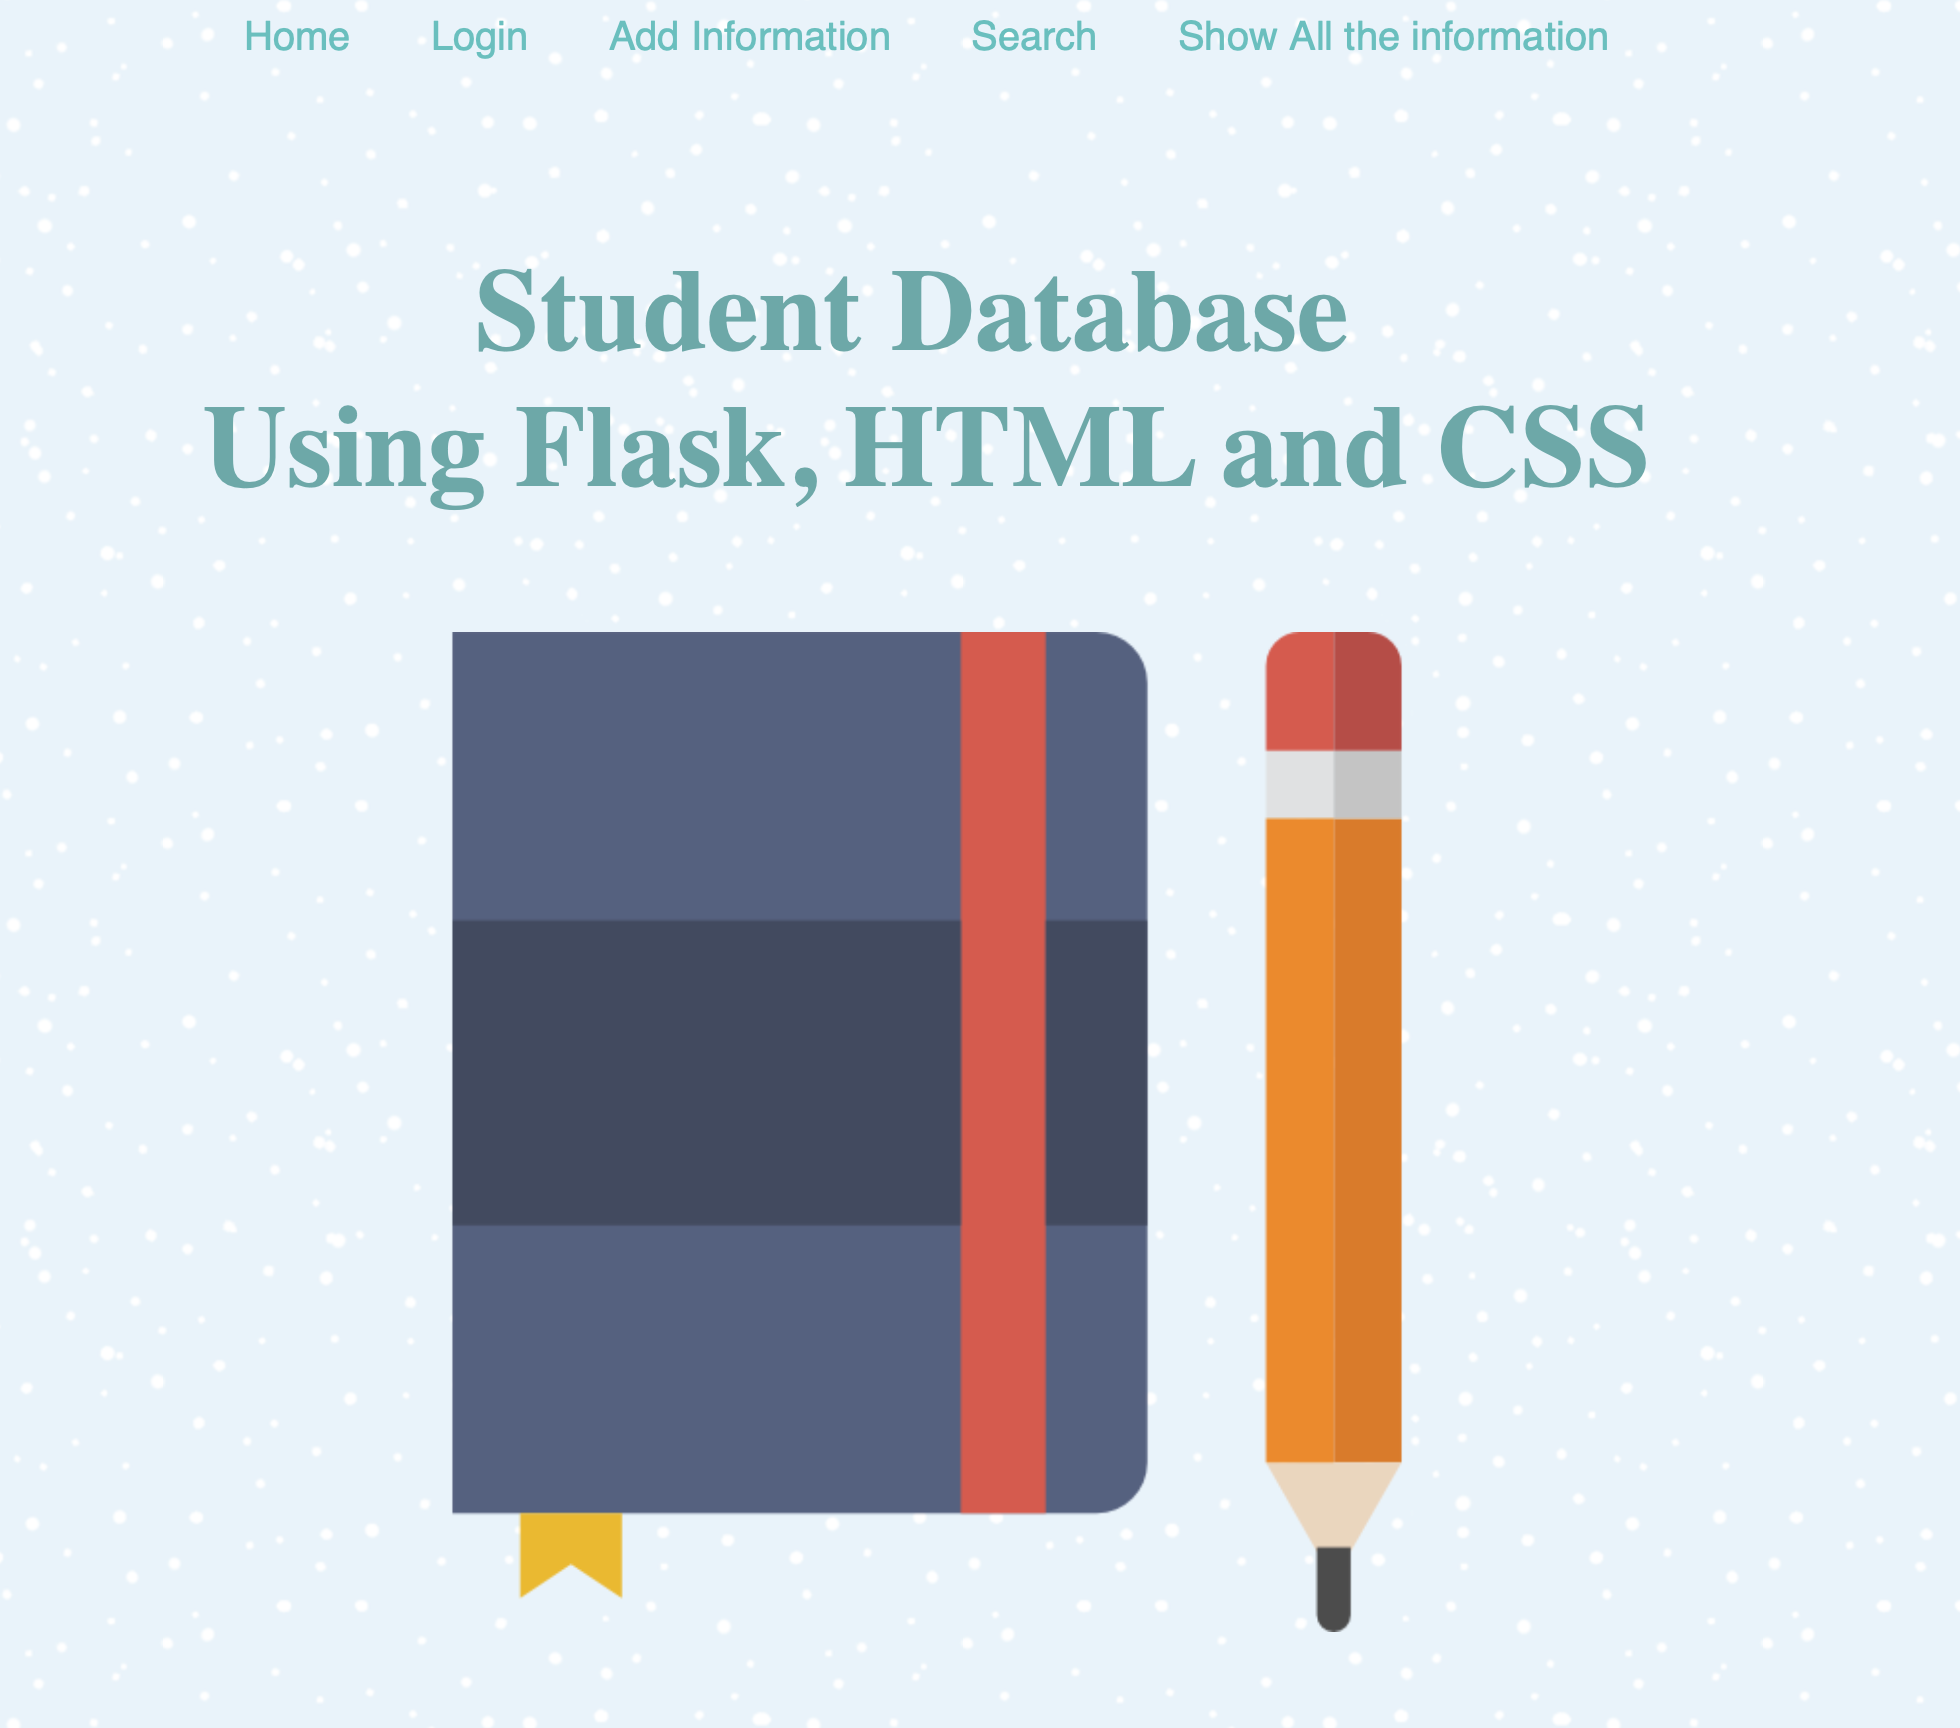 Home Login Add Information Search Show All the information
Student Database
Using Flask, HTML and CSS